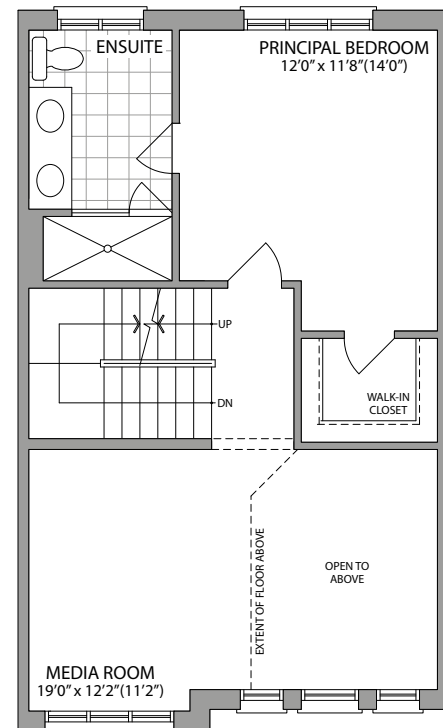 ENSUITE
PRINCIPAL BEDROOM
12'0" x 11'8"(14'0")
UP
DN
WALK-IN
CLOSET
EXTENT OF FLOOR ABOVE
OPEN TO
ABOVE
MEDIA ROOM
19'0" x 12'2"(11'2")